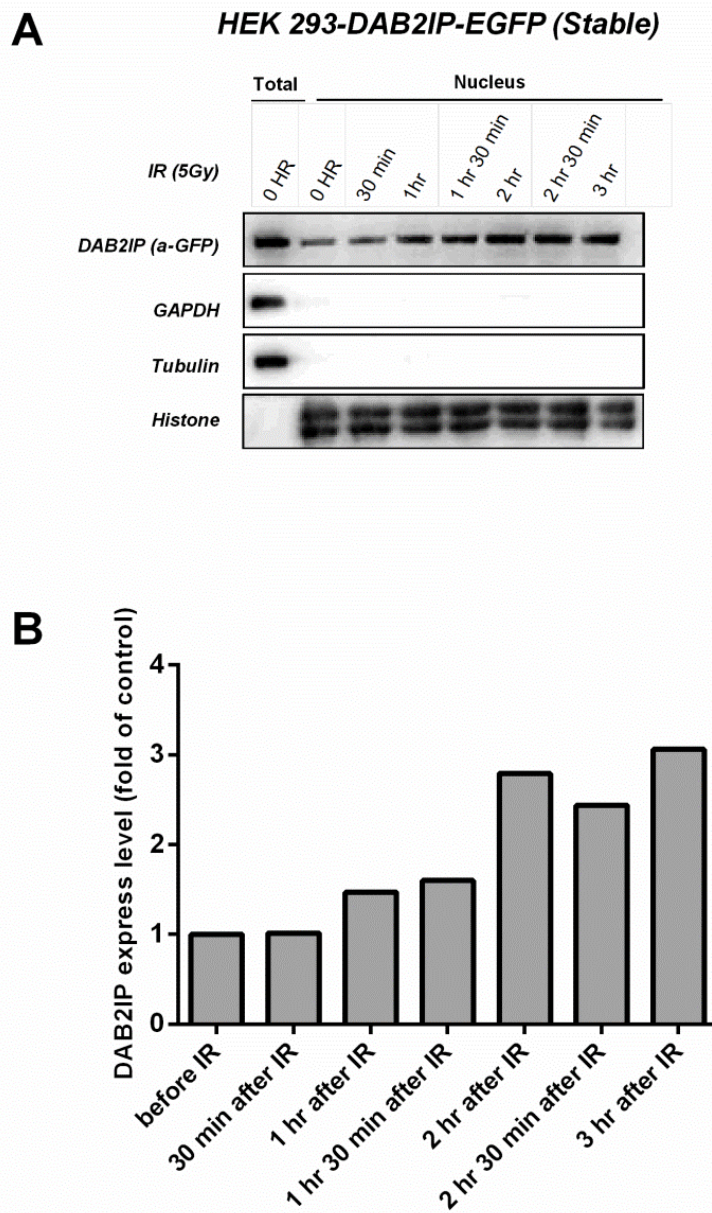 A
HEK 293-DAB2IP-EGFP (Stable)
Total
Nucleus
IR (5Gy)
0 HR
0 HR
30 min
1hr
1 hr 30 min
2 hr
2 hr 30 min
3 hr
DAB2IP (a-GFP)
GAPDH
Tubulin
Histone
B
DAB2IP express level (fold of control)
4
3
2
1
0
before IR
30 min after IR
1 hr after IR
1 hr 30 min after IR
2 hr after IR
2 hr 30 min after IR
3 hr after IR